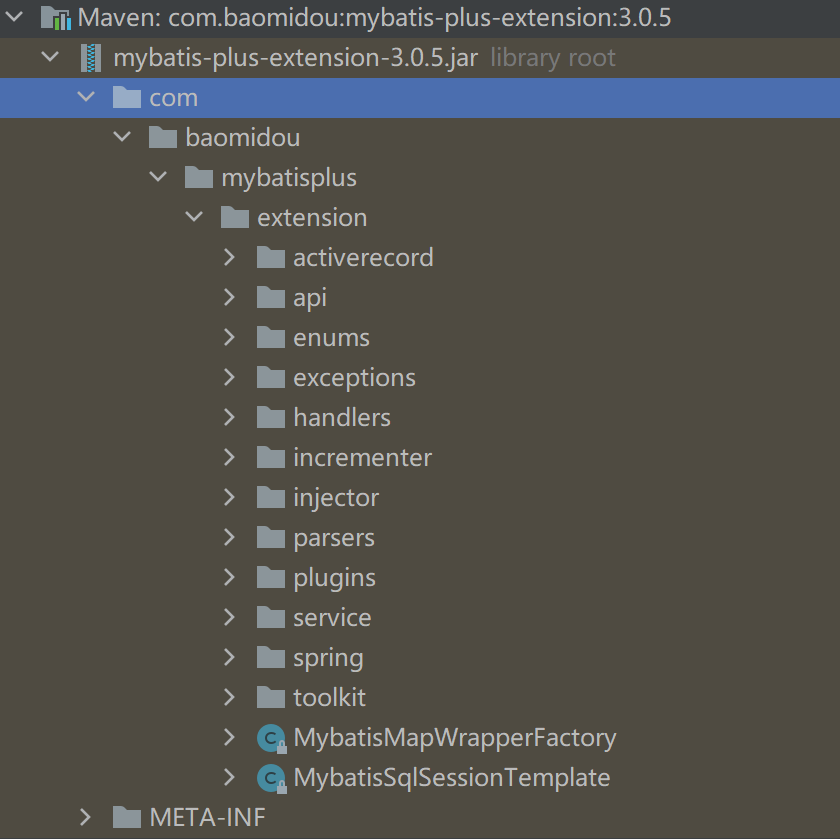 Maven: com.baomidou:mybatis-plus-extension:3.0.5
mybatis-plus-extension-3.0.5.jar library root
com
baomidou
mybatisplus
extension
activerecord
api
enums
exceptions
handlers
incrementer
injector
parsers
plugins
service
spring
toolkit
C MybatisMapWrapperFactory
C MybatisSqlSessionTemplate
META-INF